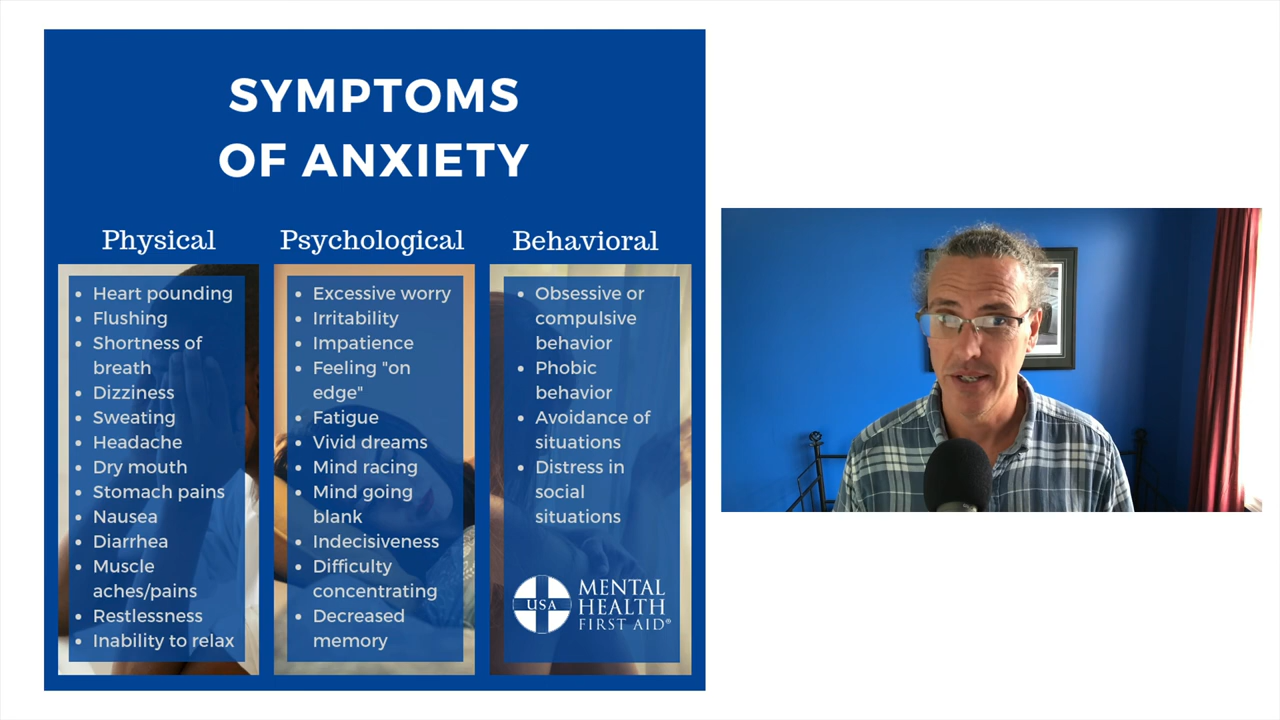 SYMPTOMS
OF ANXIETY
Physical
Heart pounding
Flushing
Shortness of
breath
Dizziness
Sweating
Headache
Dry mouth
Stomach pains
Nausea
Diarrhea
Muscle
aches/pains
Restlessness
Inability to relax
Psychological
Excessive worry
Irritability
Impatience
Feeling "on
edge"
Fatigue
Vivid dreams
Mind racing
Mind going
blank
Indecisiveness
Difficulty
concentrating
Decreased
memory
Behavioral
Obsessive or
compulsive
behavior
Phobic
behavior
Avoidance of
situations
Distress in
social
situations
USA
MENTAL
HEALTH
FIRST AID®